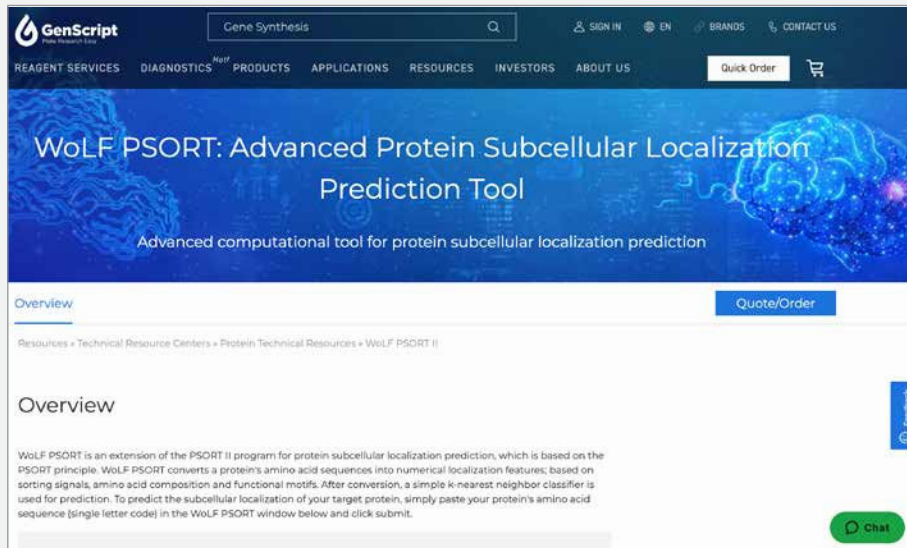 GenScript
Make Research Easy
Gene Synthesis
SIGN IN
EN
BRANDS
CONTACT US
REAGENT SERVICES
DIAGNOSTICS
Hot!
PRODUCTS
APPLICATIONS
RESOURCES
INVESTORS
ABOUT US
Quick Order
WoLF PSORT: Advanced Protein Subcellular Localization
Prediction Tool
Advanced computational tool for protein subcellular localization prediction
Overview
Quote/Order
Resources » Technical Resource Centers » Protein Technical Resources » WoLF PSORT II
Feedback
Overview
WoLF PSORT is an extension of the PSORT II program for protein subcellular localization prediction, which is based on the
PSORT principle. WoLF PSORT converts a protein's amino acid sequences into numerical localization features; based on
sorting signals, amino acid composition and functional motifs. After conversion, a simple k-nearest neighbor classifier is
used for prediction. To predict the subcellular localization of your target protein, simply paste your protein's amino acid
sequence (single letter code) in the WoLF PSORT window below and click submit.
Chat